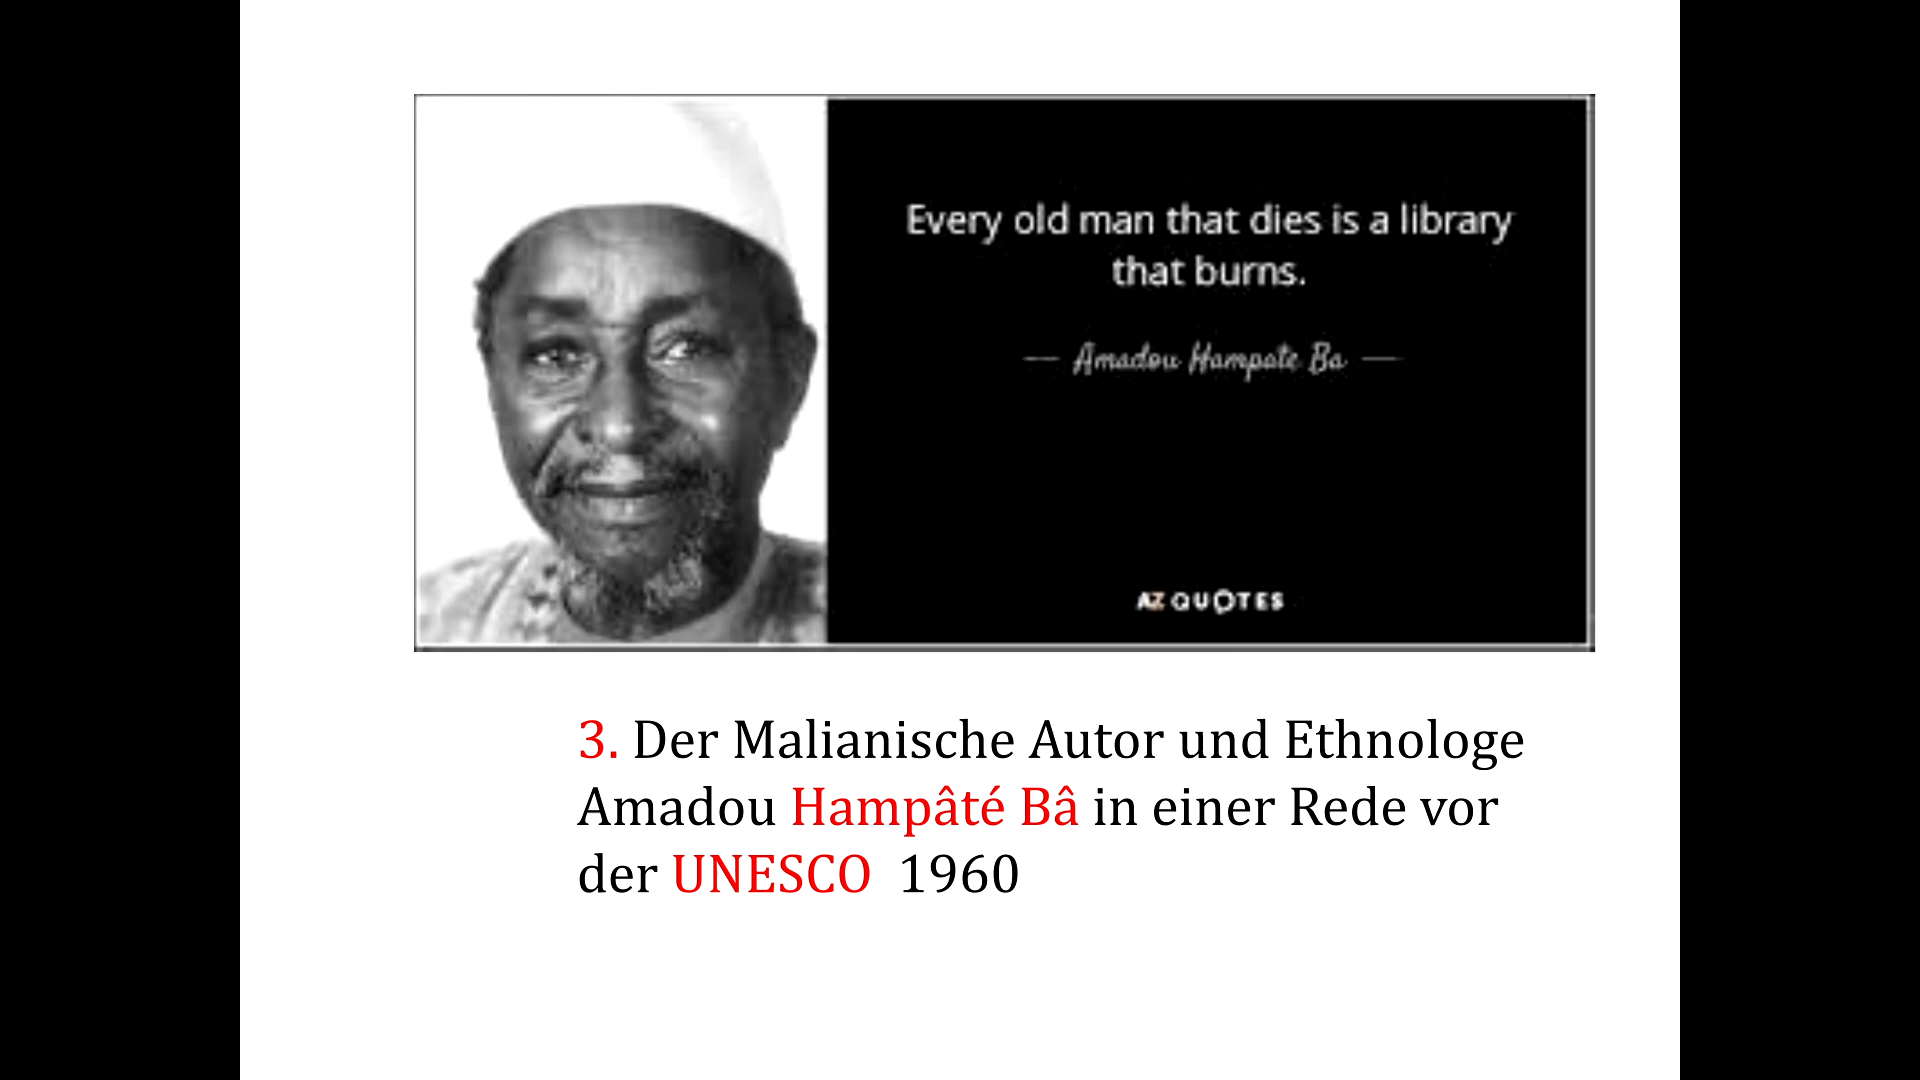 Every old man that dies is a library
that burns.
— Amadou Hampate Ba —
AZ QUOTES
3. Der Malianische Autor und Ethnologe
Amadou Hampâté Bâ in einer Rede vor
der UNESCO 1960